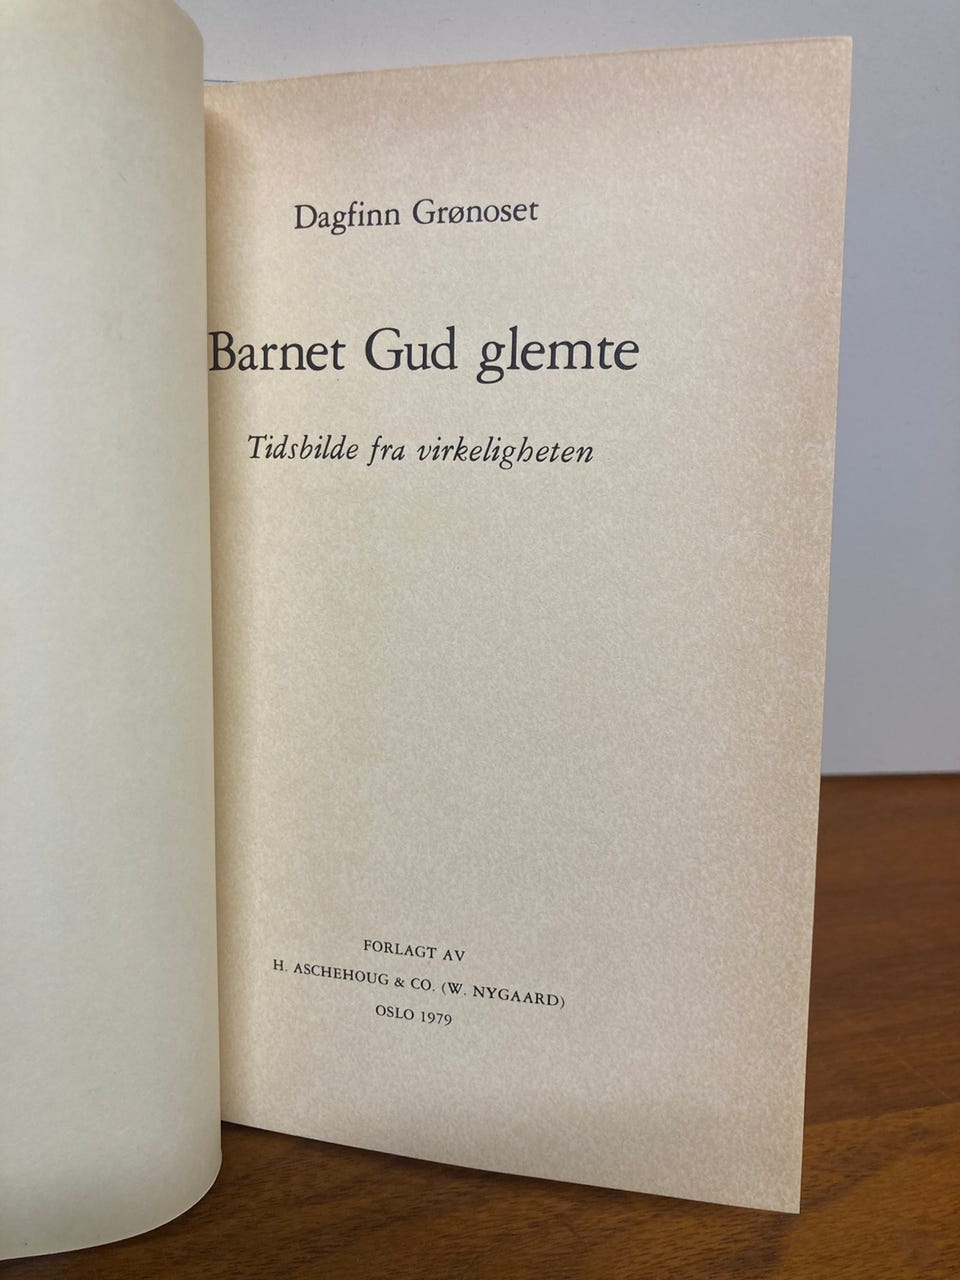 Dagfinn Grønoset
Barnet Gud glemte
Tidsbilde fra virkeligheten
FORLAGT AV
H. ASCHEHOUG & CO. (W. NYGAARD)
OSLO 1979